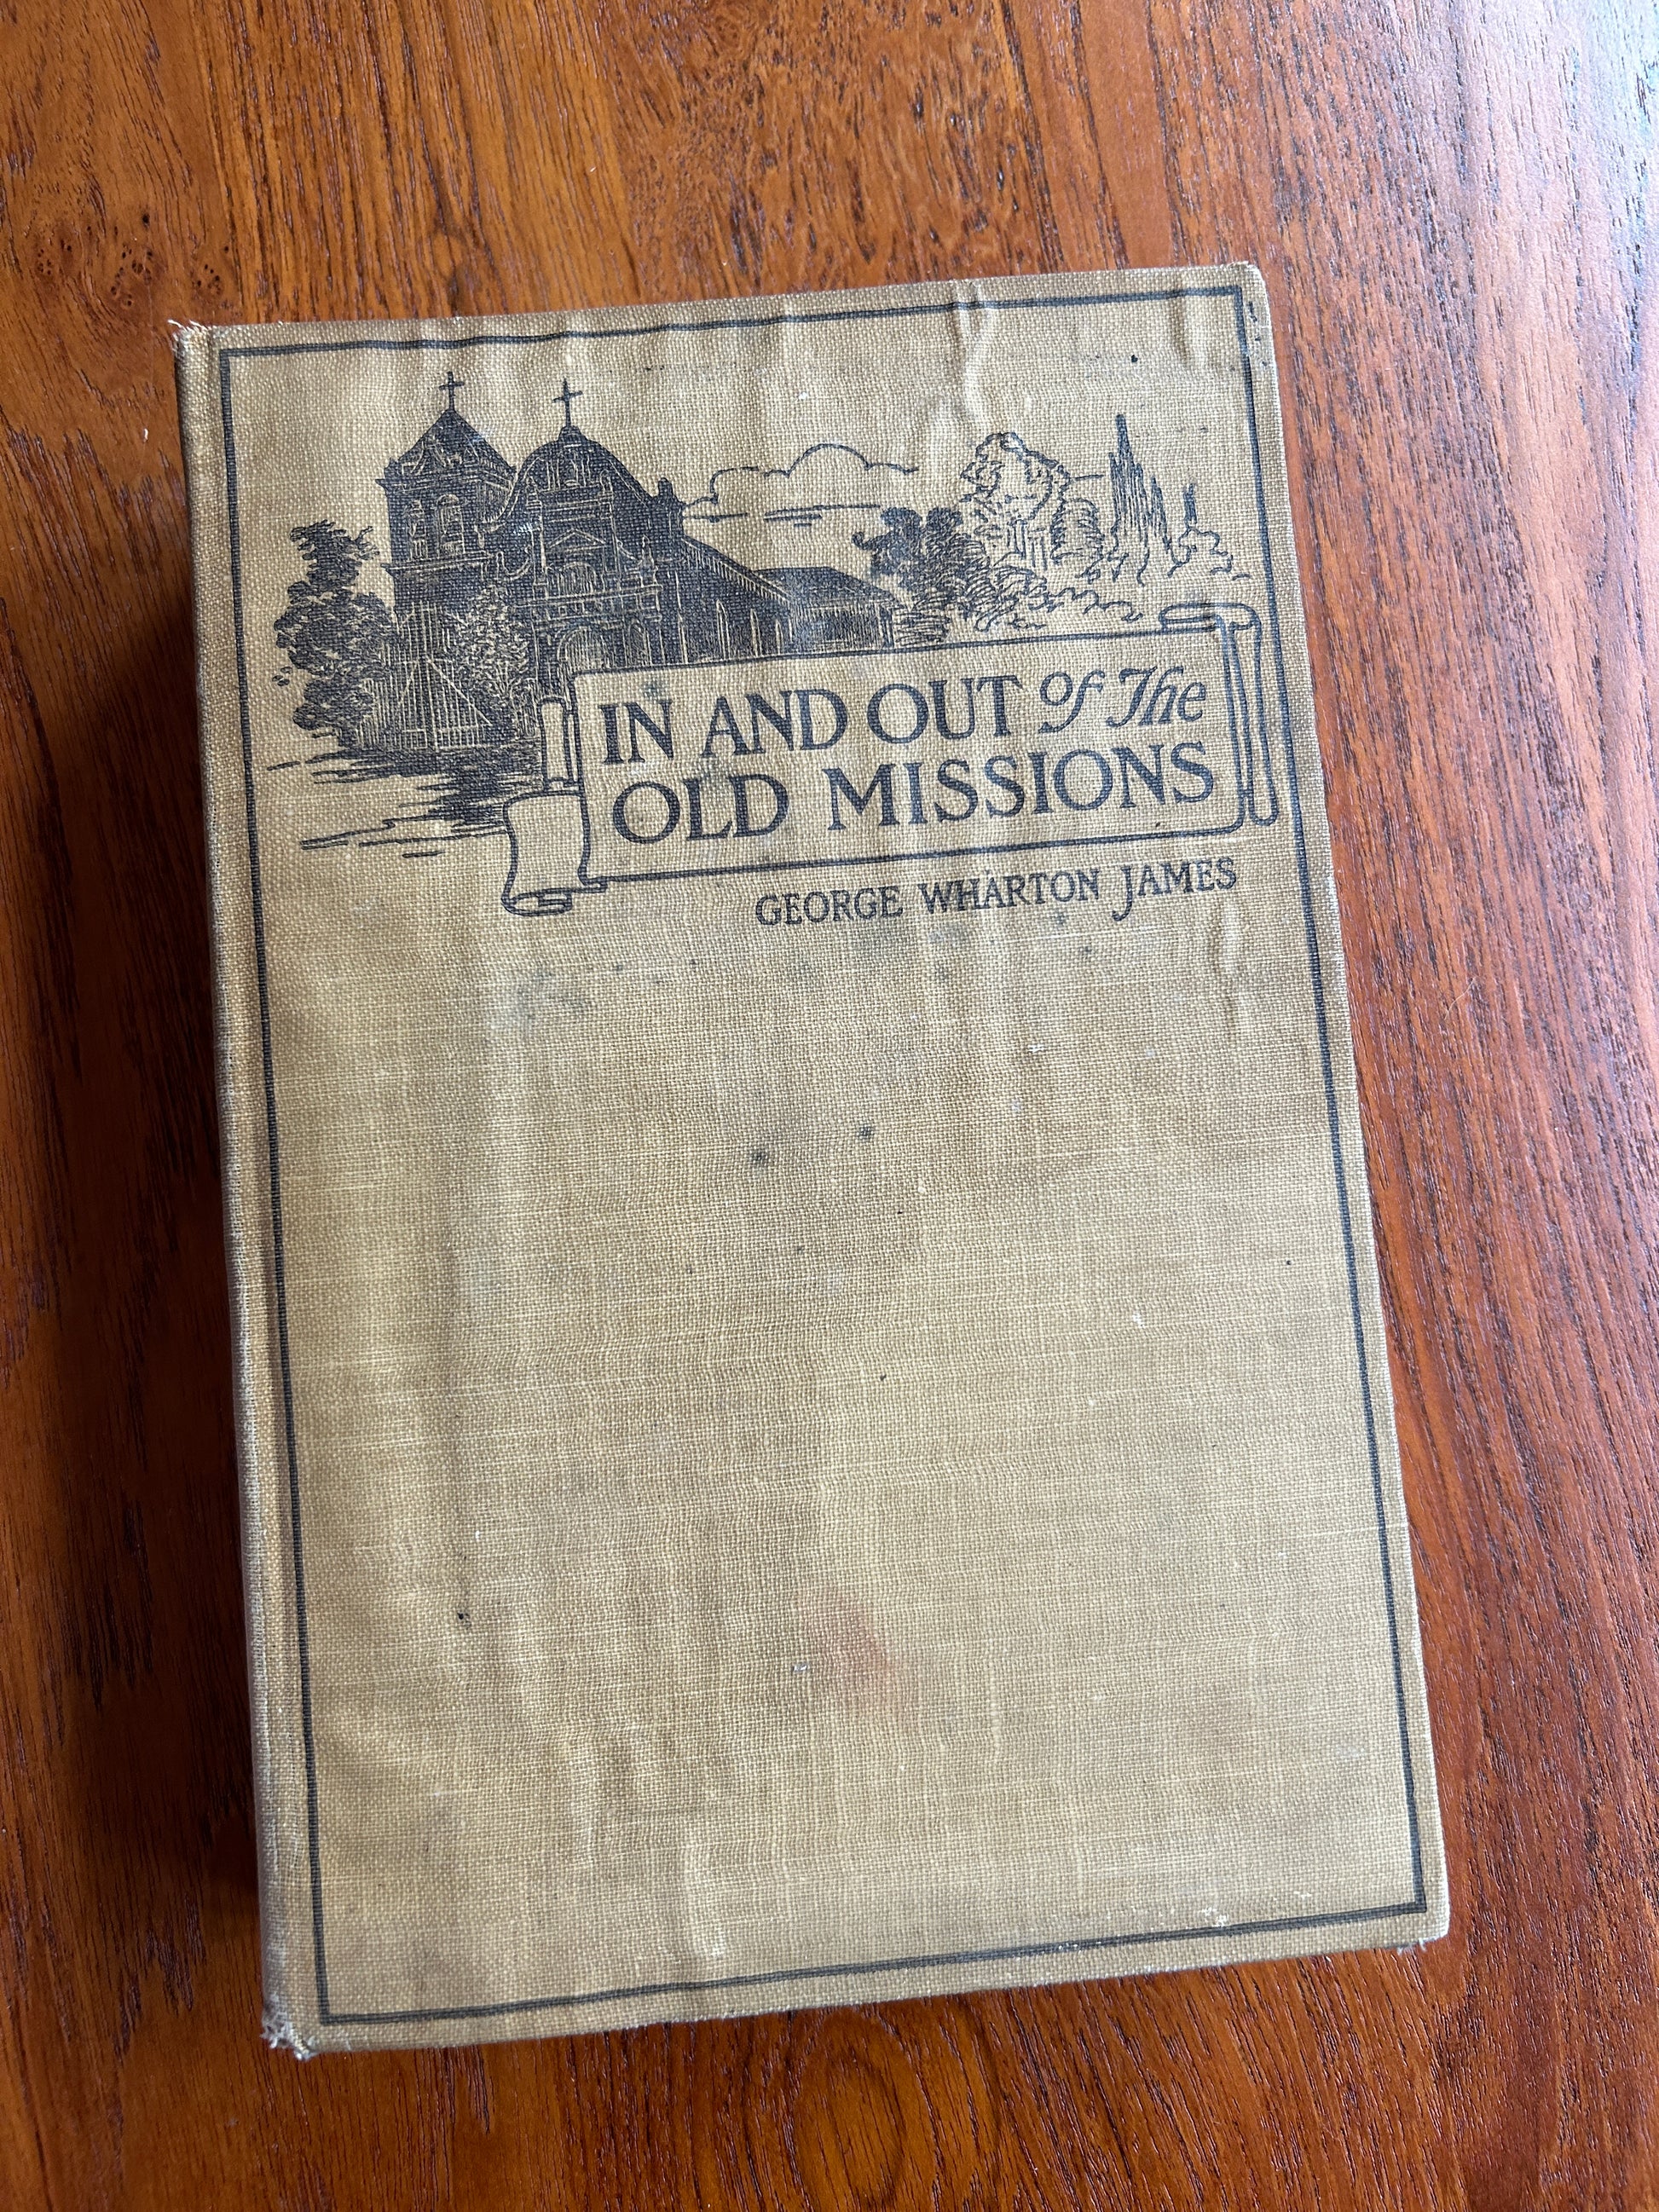 IN AND OUT of The
OLD MISSIONS
GEORGE WHARTON JAMES